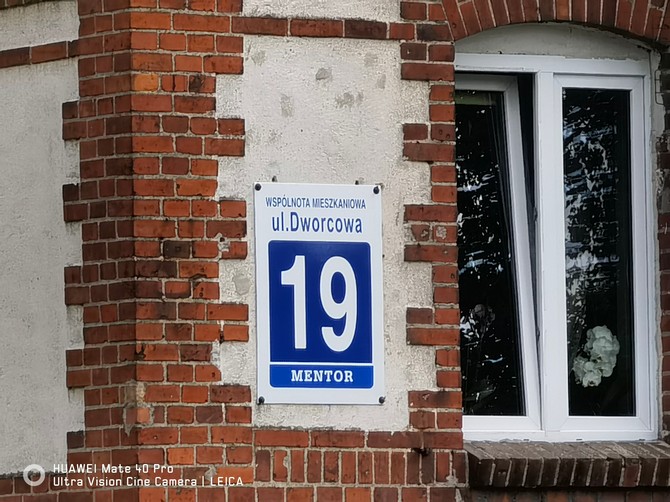 WSPÓLNOTA MIESZKANIOWA
ul.Dworcowa
19
MENTOR
HUAWEI Mate 40 Pro
Ultra Vision Cine Camera | LEICA